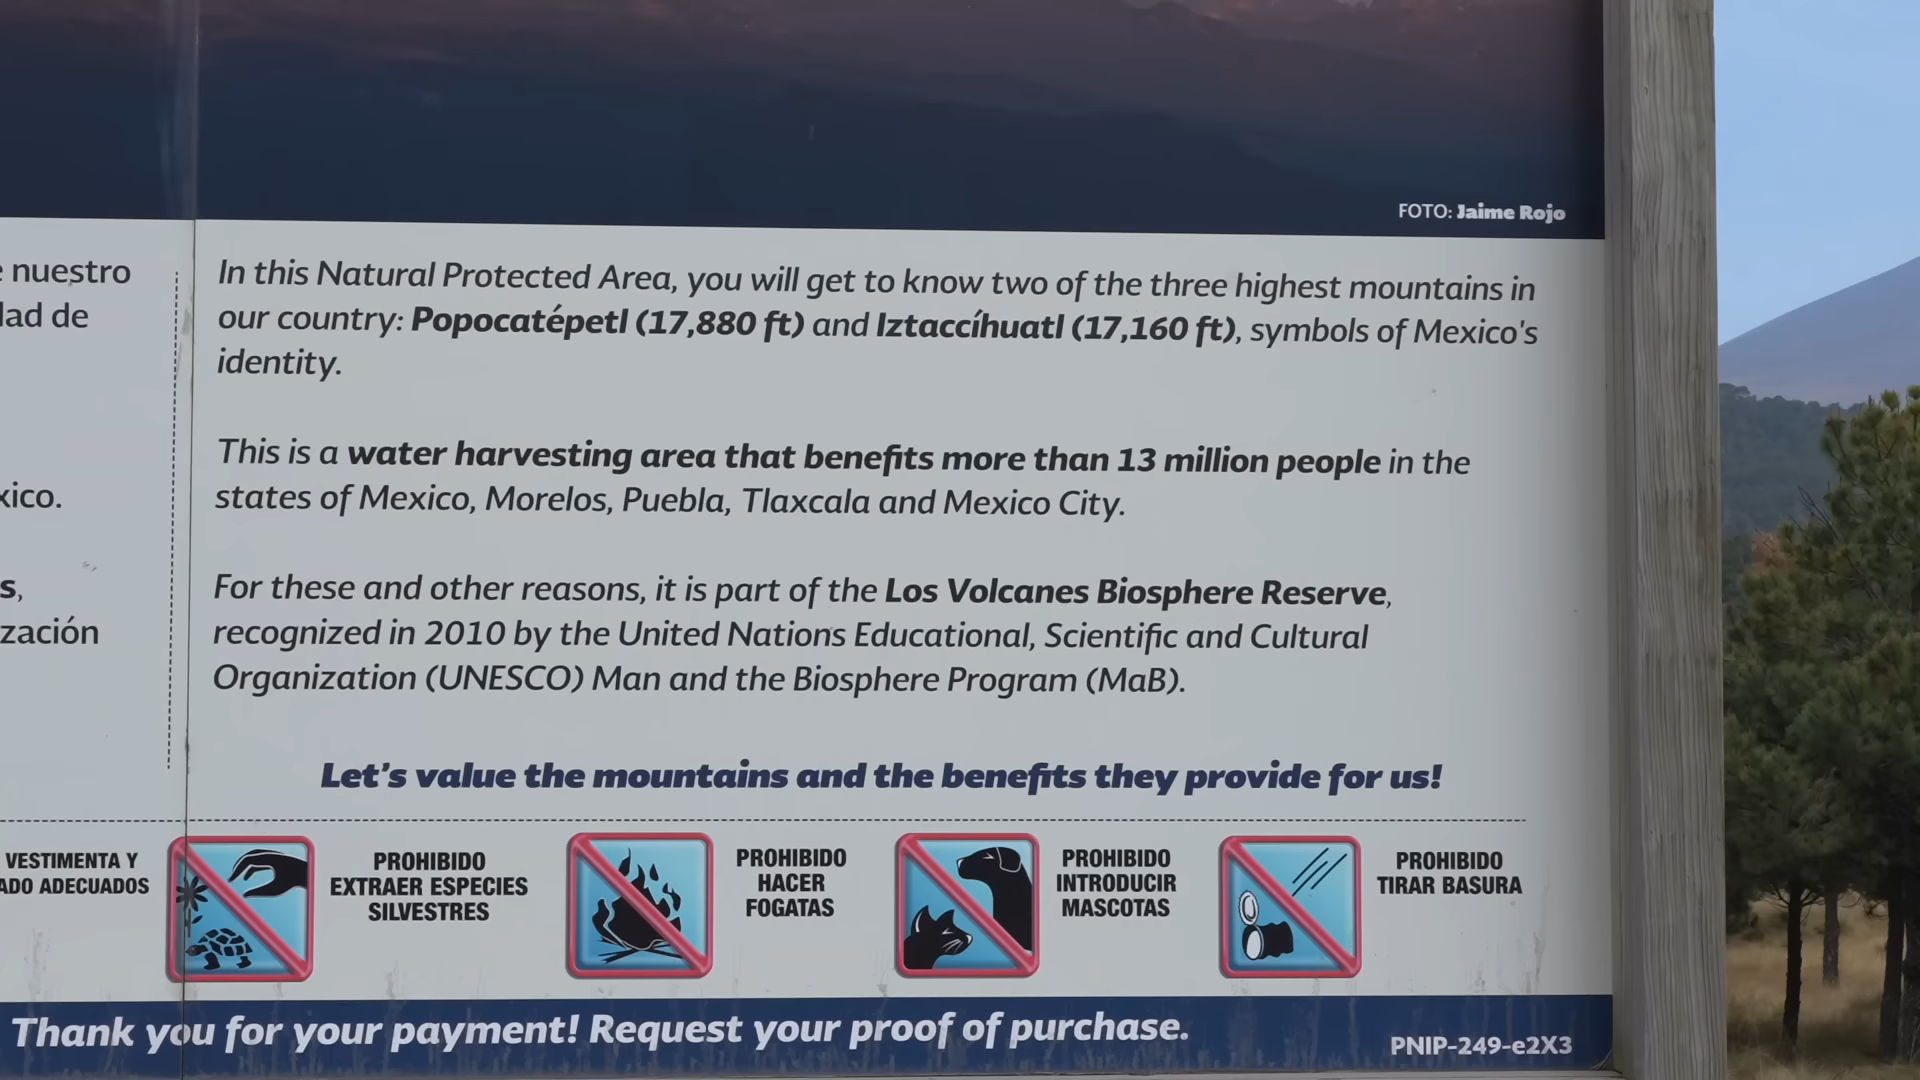 FOTO: Jaime Rojo
nuestro
dad de
xico.
s,
zación
In this Natural Protected Area, you will get to know two of the three highest mountains in
our country: Popocatépetl (17,880 ft) and Iztaccíhuatl (17,160 ft), symbols of Mexico's
identity.
This is a water harvesting area that benefits more than 13 million people in the
states of Mexico, Morelos, Puebla, Tlaxcala and Mexico City.
For these and other reasons, it is part of the Los Volcanes Biosphere Reserve,
recognized in 2010 by the United Nations Educational, Scientific and Cultural
Organization (UNESCO) Man and the Biosphere Program (MaB).
Let's value the mountains and the benefits they provide for us!
VESTIMENTA Y
ADO ADECUADOS
PROHIBIDO
EXTRAER ESPECIES
SILVESTRES
PROHIBIDO
HACER
FOGATAS
PROHIBIDO
INTRODUCIR
MASCOTAS
PROHIBIDO
TIRAR BASURA
Thank you for your payment! Request your proof of purchase.
PNIP-249-e2X3